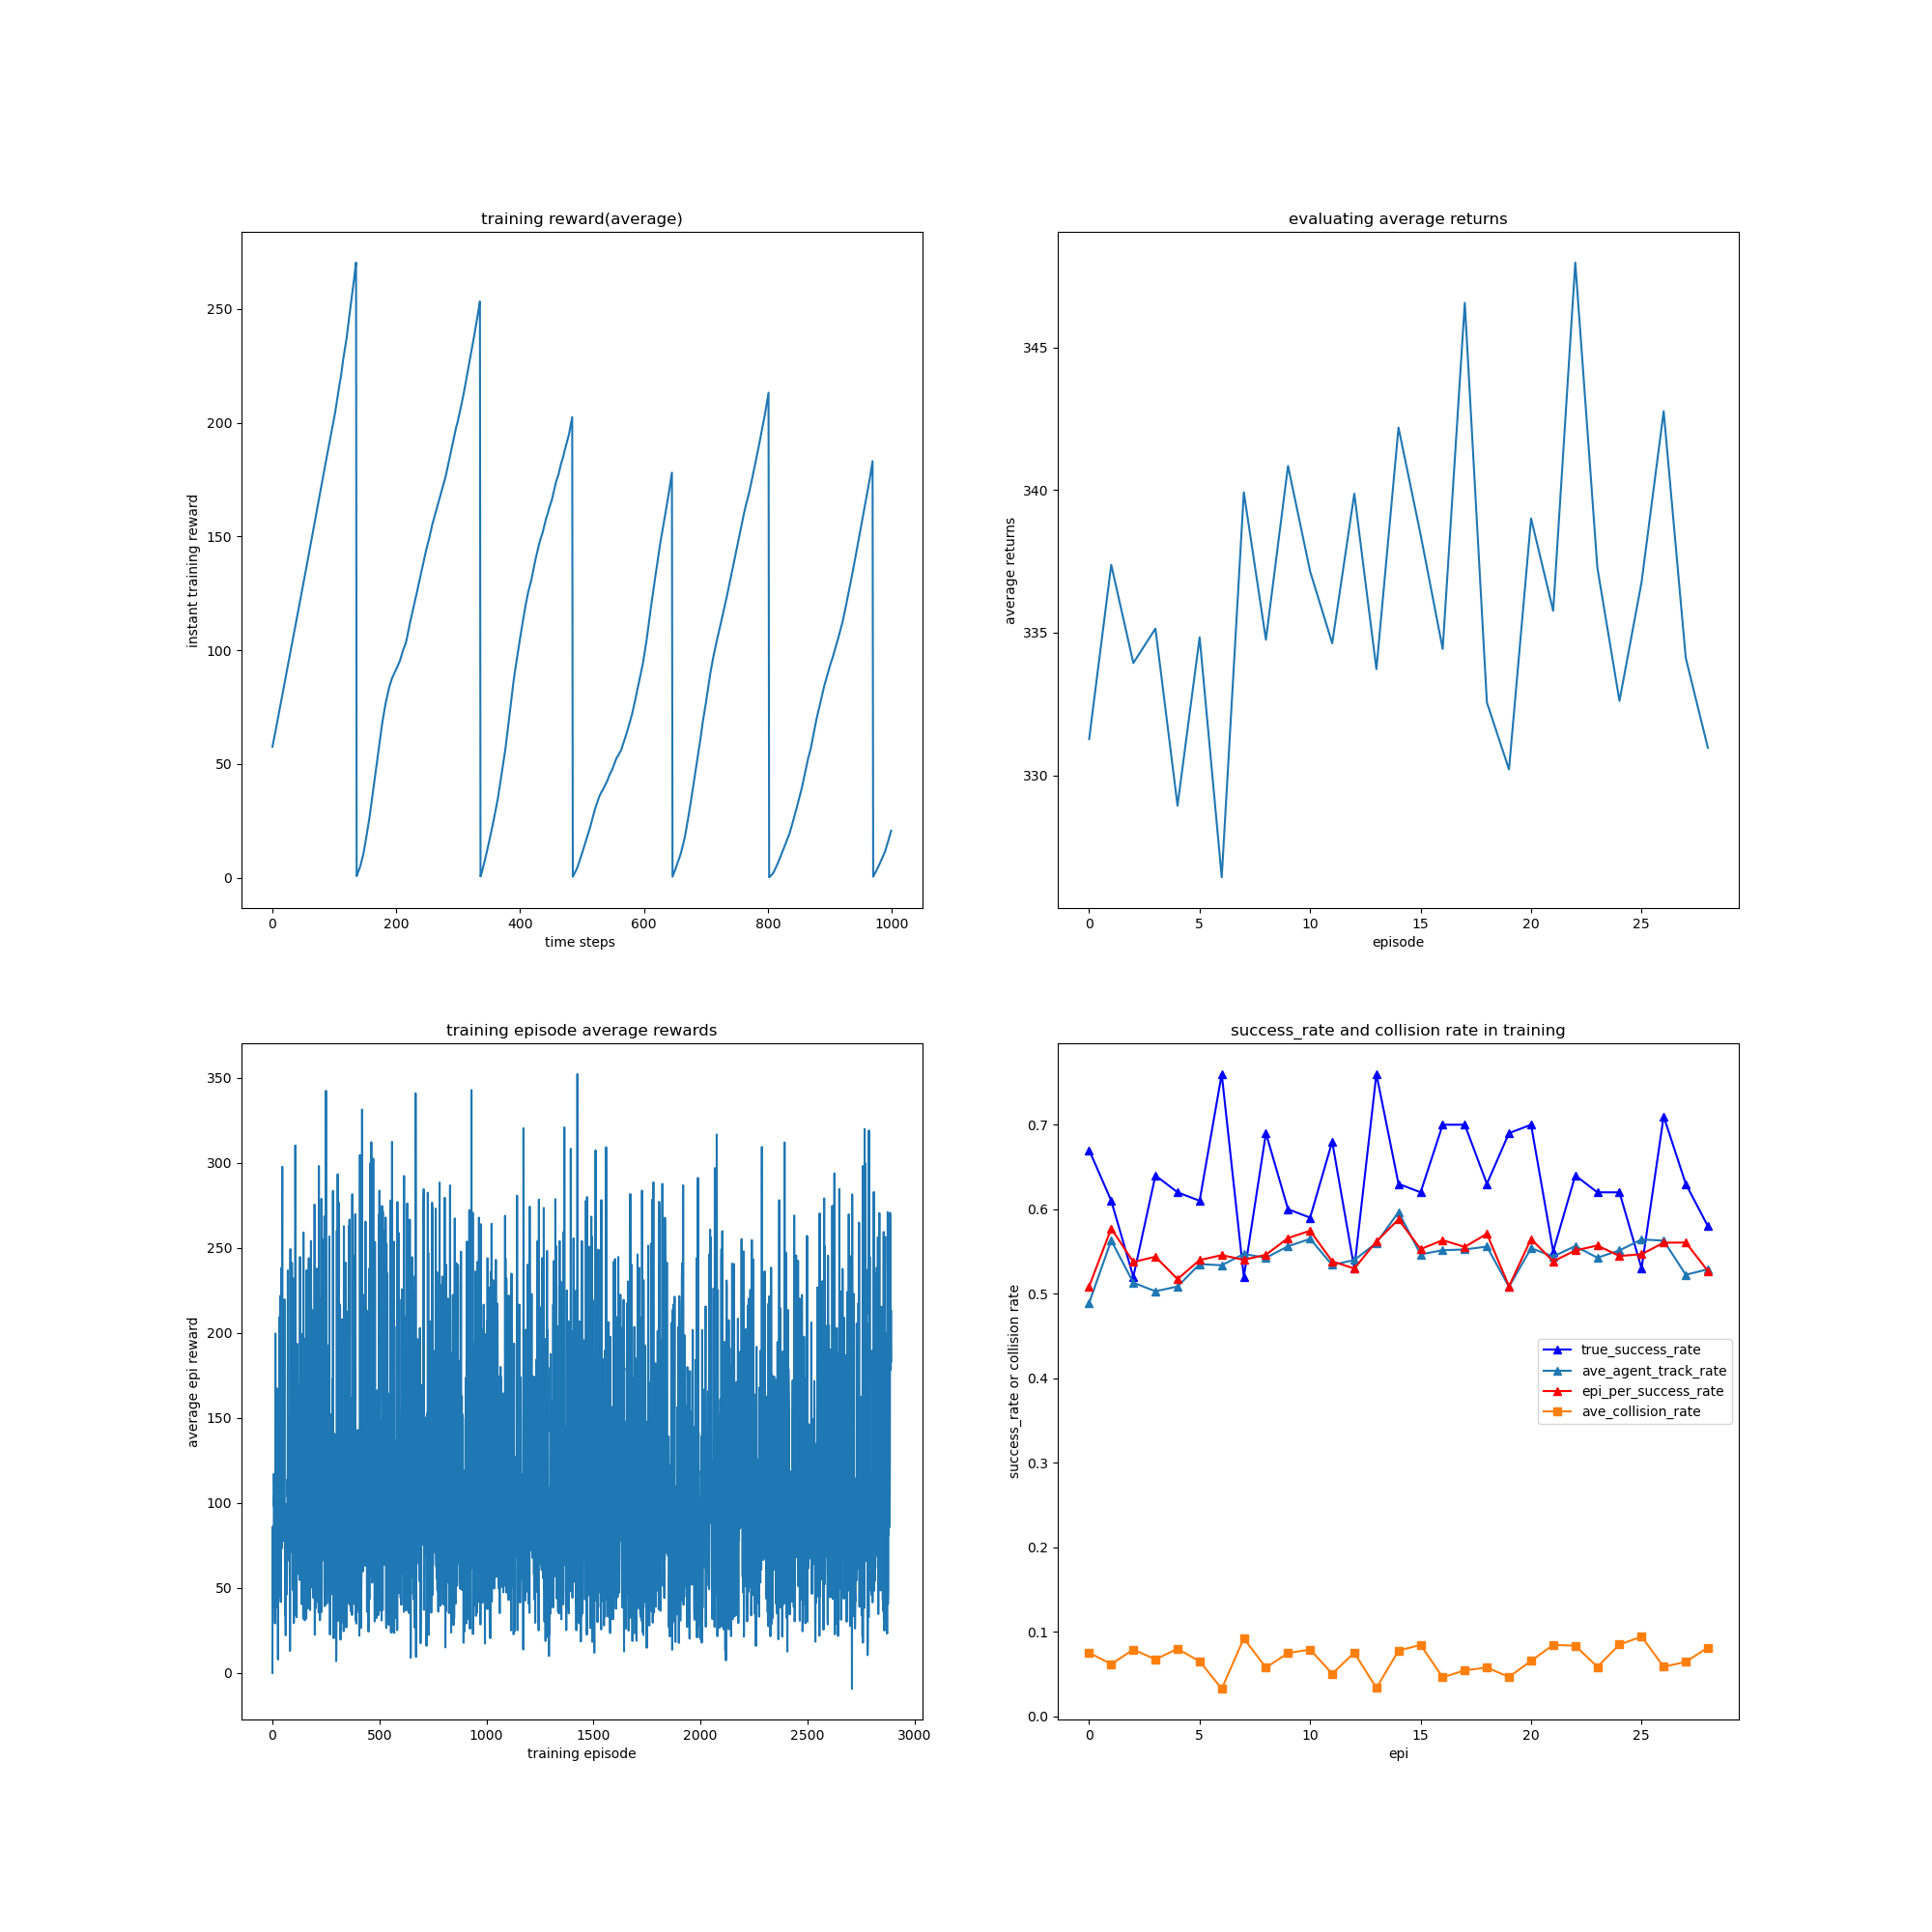 training reward(average)
250
200
150
100
50
0
instant training reward
0 200 400 600 800 1000
time steps
evaluating average returns
345
340
335
330
average returns
0 5 10 15 20 25
episode
training episode average rewards
350
300
250
200
150
100
50
0
average epi reward
0 500 1000 1500 2000 2500 3000
training episode
success_rate and collision rate in training
0.7
0.6
0.5
0.4
0.3
0.2
0.1
0.0
success_rate or collision rate
true_success_rate
ave_agent_track_rate
epi_per_success_rate
ave_collision_rate
0 5 10 15 20 25
epi